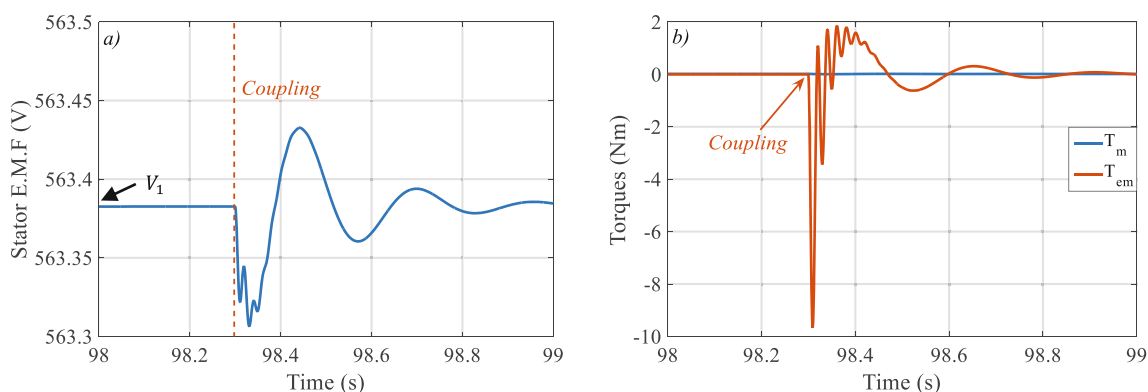 a)
Stator E.M.F (V)
563.5
563.45
563.4
563.35
563.3
Coupling
V₁
98
98.2
98.4
98.6
98.8
99
Time (s)
b)
Torques (Nm)
2
0
-2
-4
-6
-8
-10
Coupling
Tₘ
Tₑₘ
98
98.2
98.4
98.6
98.8
99
Time (s)